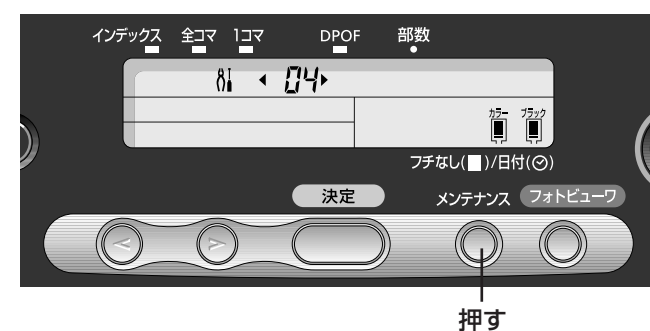 インデックス 全コマ 1コマ DPOF 部数
04
カラー ブラック
フチなし( )/日付( )
決定 メンテナンス フォトビューワ
< >
押す